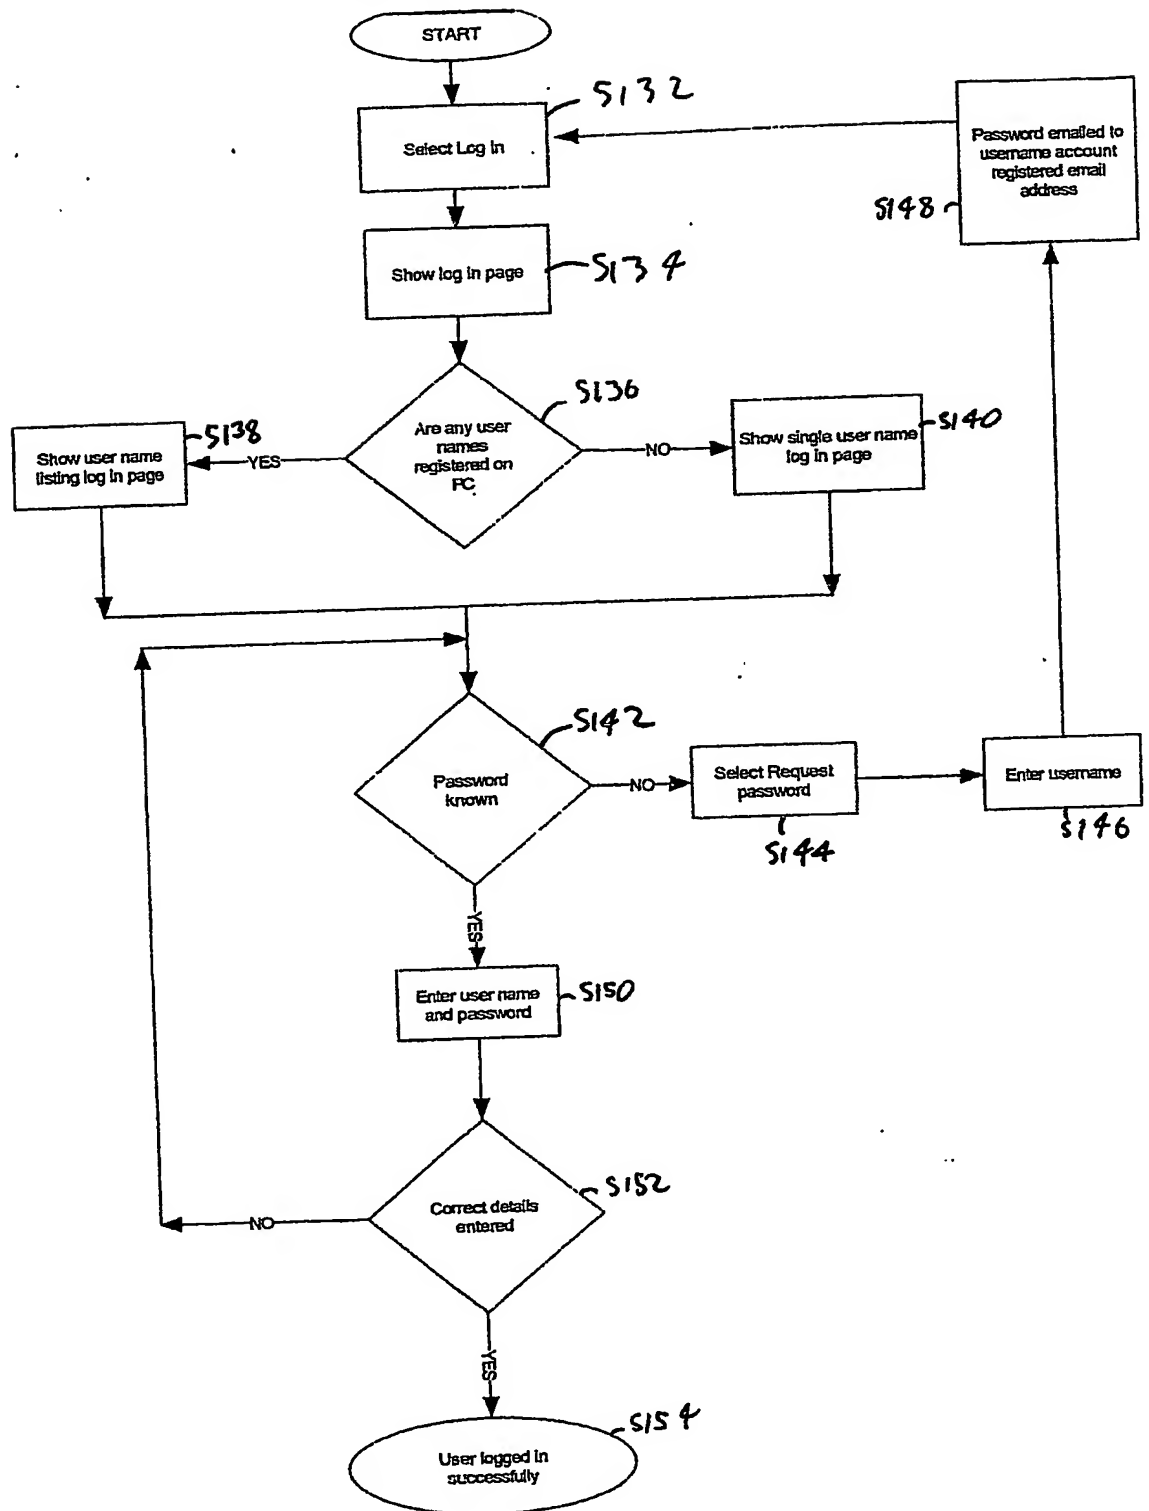 START
S132
Select Log in
Password emailed to
username account
registered email
address
S148
Show log in page
S134
S136
Are any user
names
registered on
PC
S138
Show user name
listing log in page
YES
NO
S140
Show single user name
log in page
S142
Password
known
NO
Select Request
password
S144
Enter username
S146
YES
Enter user name
and password
S150
S152
Correct details
entered
NO
YES
S154
User logged in
successfully